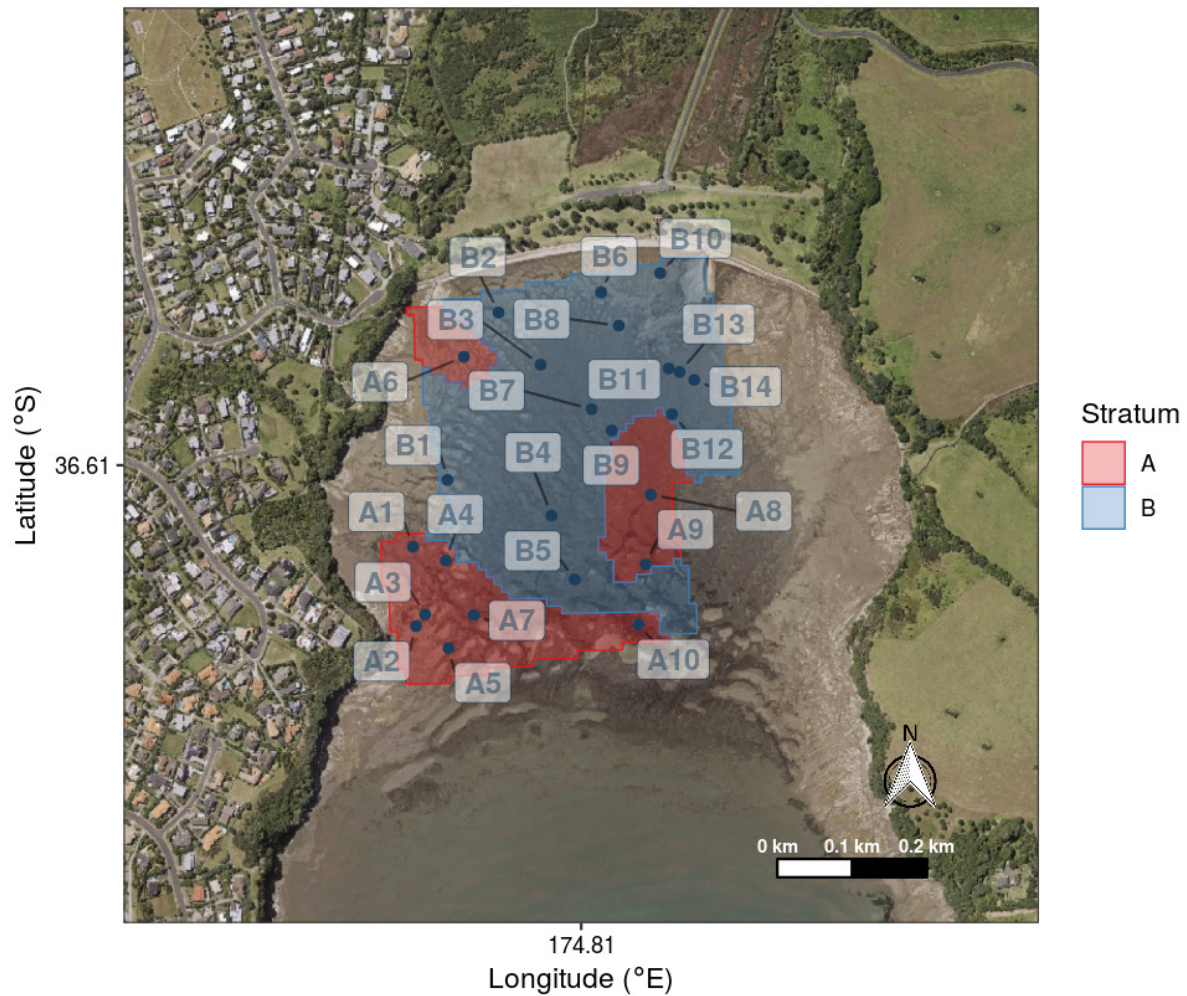 B10
B2
B6
B3
B8
B13
A6
B7
B11
B14
B1
B4
B9
B12
A1
A4
A8
A9
B5
A3
A7
A2
A5
A10
N
0 km 0.1 km 0.2 km
36.61
Latitude (°S)
174.81
Longitude (°E)
Stratum
A
B